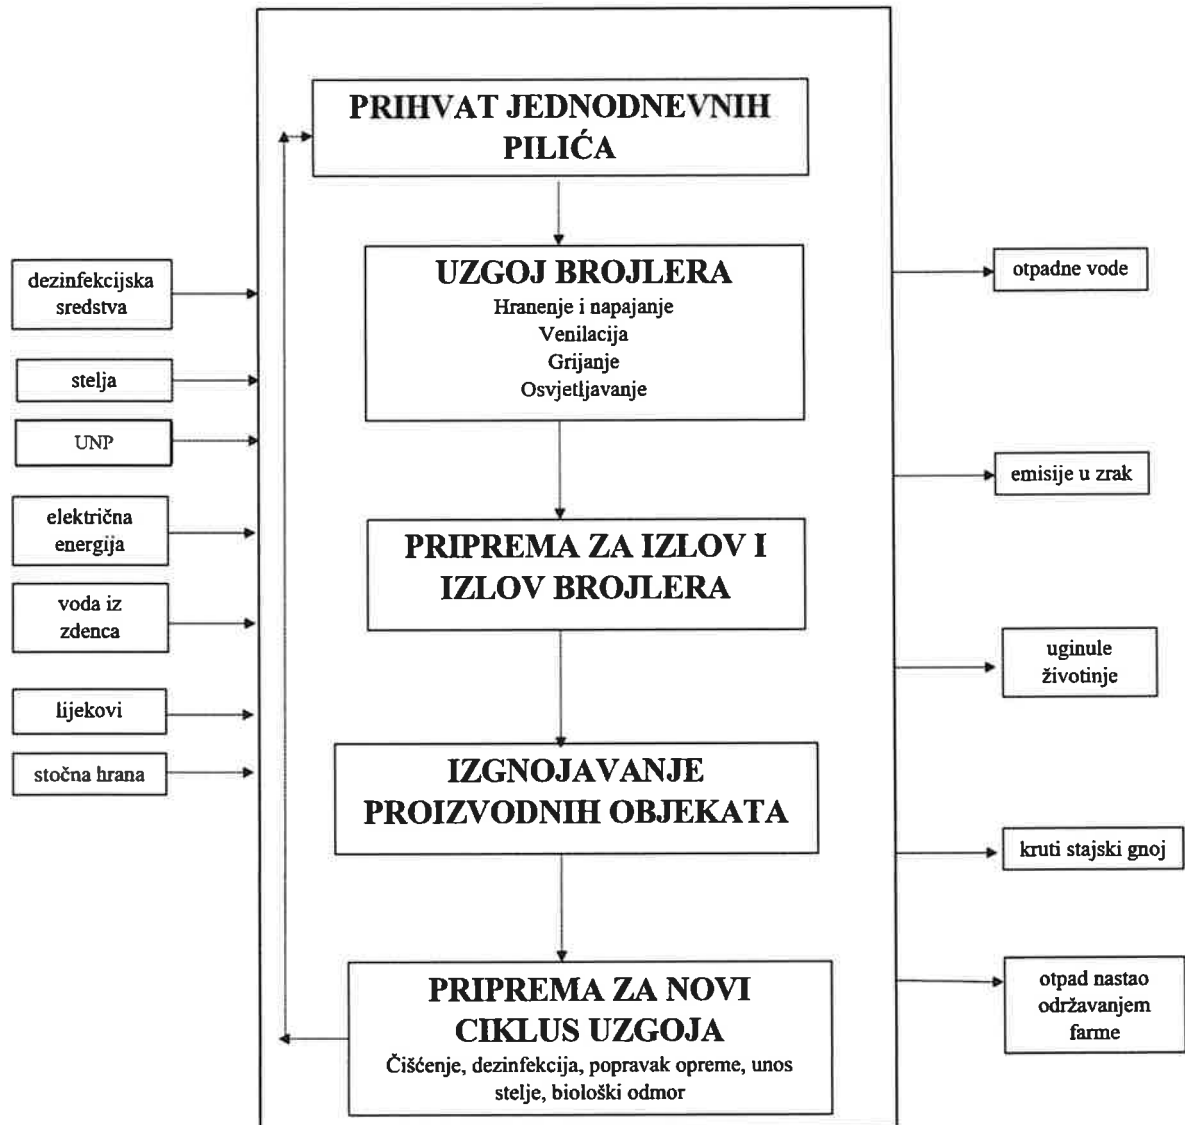 PRIHVAT JEDNODNEVNIH
PILIĆA
UZGOJ BROJLERA
Hranenje i napajanje
Venilacija
Grijanje
Osvjetljavanje
PRIPREMA ZA IZLOV I
IZLOV BROJLERA
IZGNOJAVANJE
PROIZVODNIH OBJEKATA
PRIPREMA ZA NOVI
CIKLUS UZGOJA
Čišćenje, dezinfekcija, popravak opreme, unos
stelje, biološki odmor
dezinfekcijska
sredstva
stelja
UNP
električna
energija
voda iz
zdenca
lijekovi
stočna hrana
otpadne vode
emisije u zrak
uginule
životinje
kruti stajski gnoj
otpad nastao
održavanjem
farme